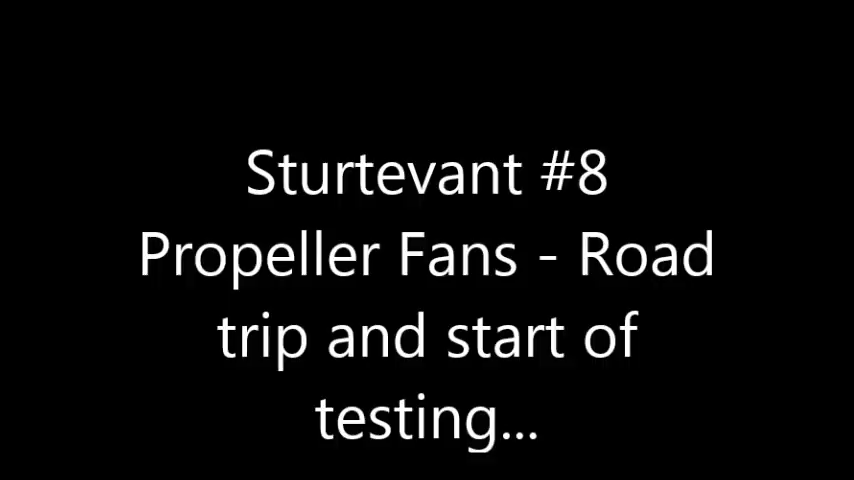 Sturtevant #8
Propeller Fans - Road
trip and start of
testing...